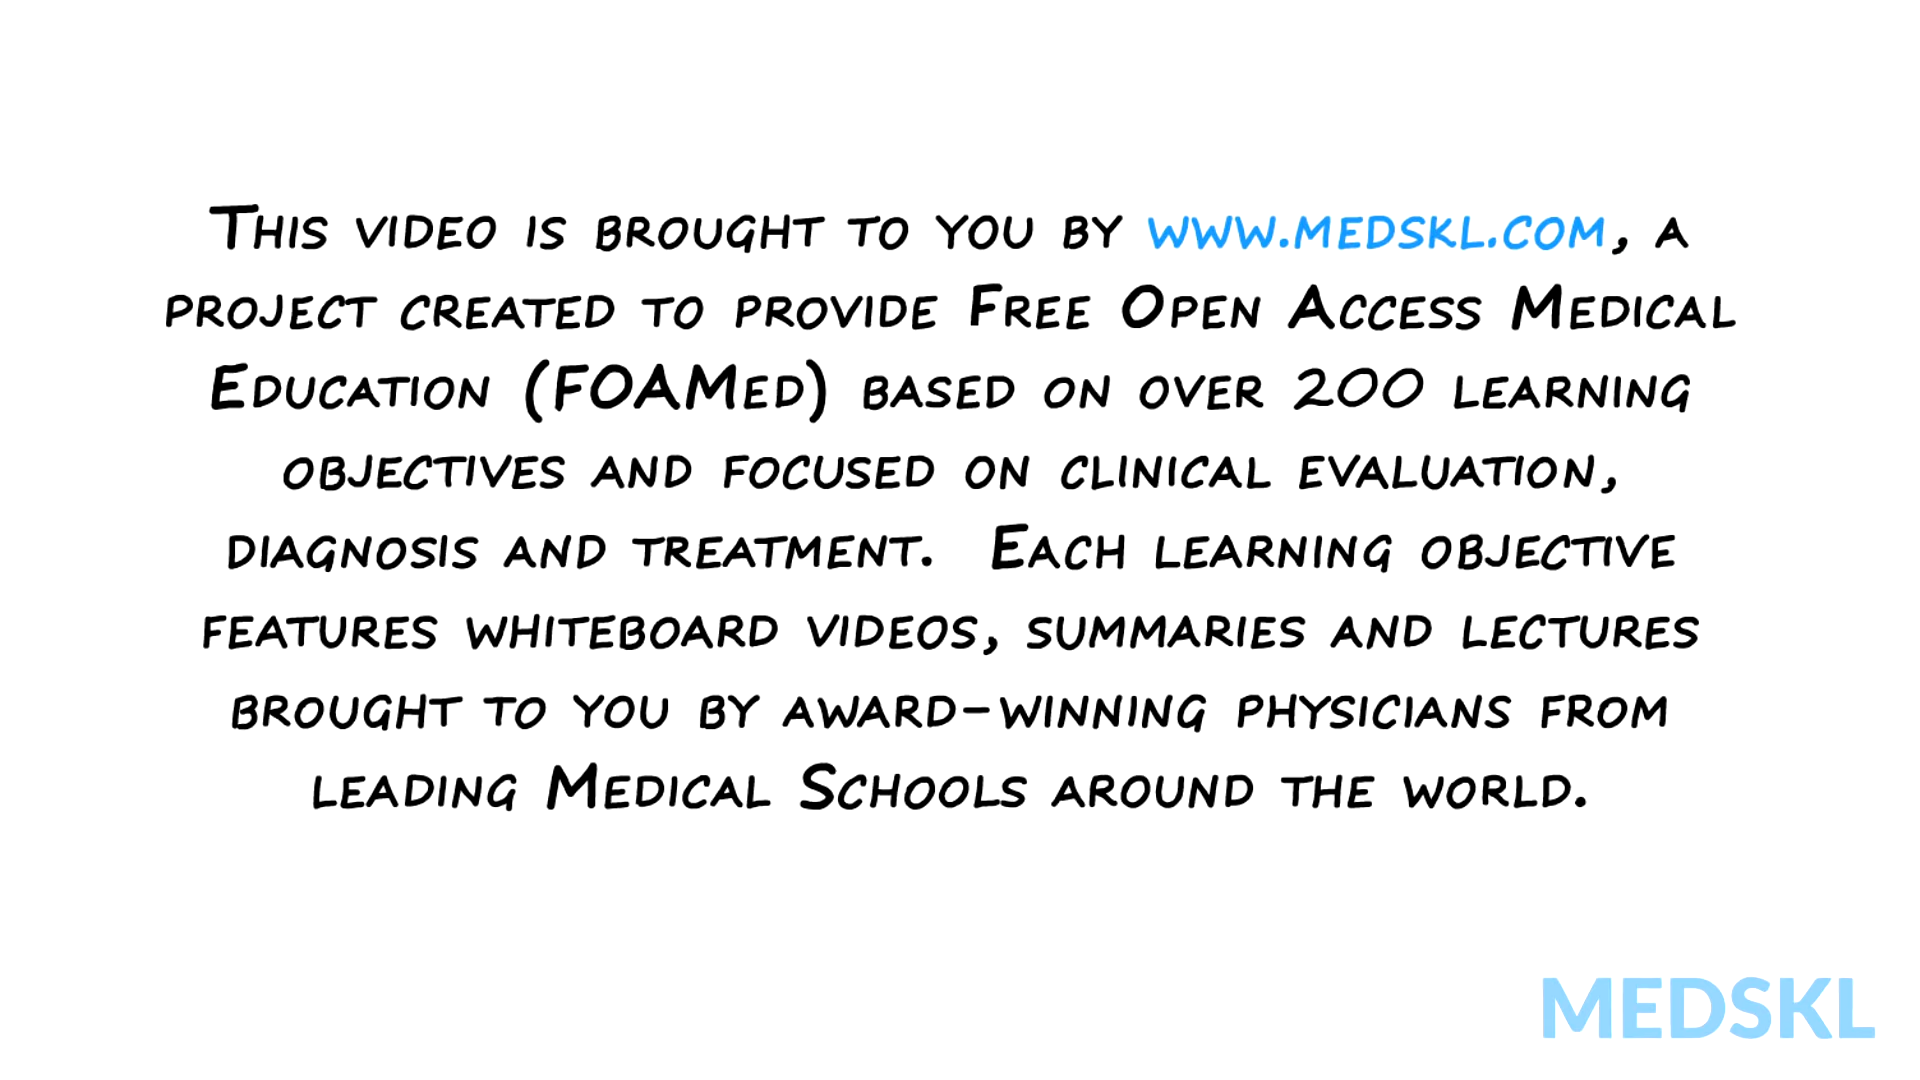 This video is brought to you by www.medskl.com, a
project created to provide Free Open Access Medical
Education (FOAMed) based on over 200 learning
objectives and focused on clinical evaluation,
diagnosis and treatment.  Each learning objective
features whiteboard videos, summaries and lectures
brought to you by award-winning physicians from
leading Medical Schools around the world.
MEDSKL